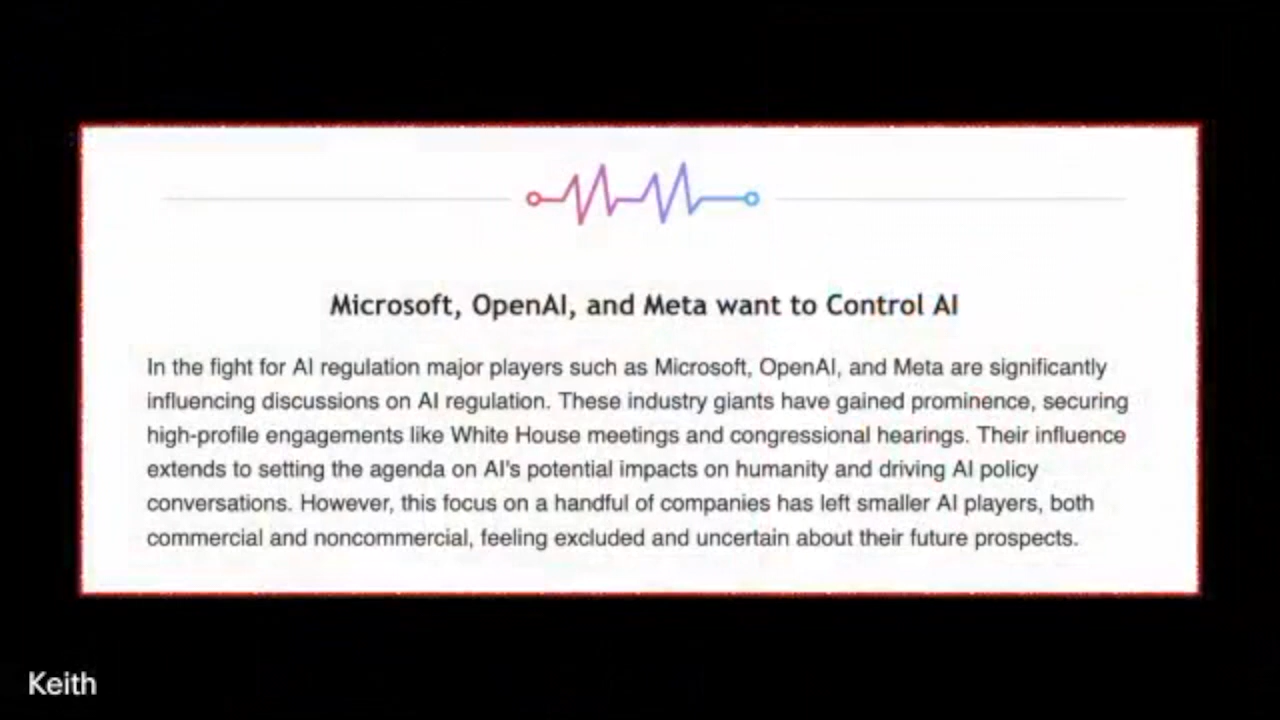 Microsoft, OpenAI, and Meta want to Control AI
In the fight for AI regulation major players such as Microsoft, OpenAI, and Meta are significantly
influencing discussions on AI regulation. These industry giants have gained prominence, securing
high-profile engagements like White House meetings and congressional hearings. Their influence
extends to setting the agenda on AI's potential impacts on humanity and driving AI policy
conversations. However, this focus on a handful of companies has left smaller AI players, both
commercial and noncommercial, feeling excluded and uncertain about their future prospects.
Keith